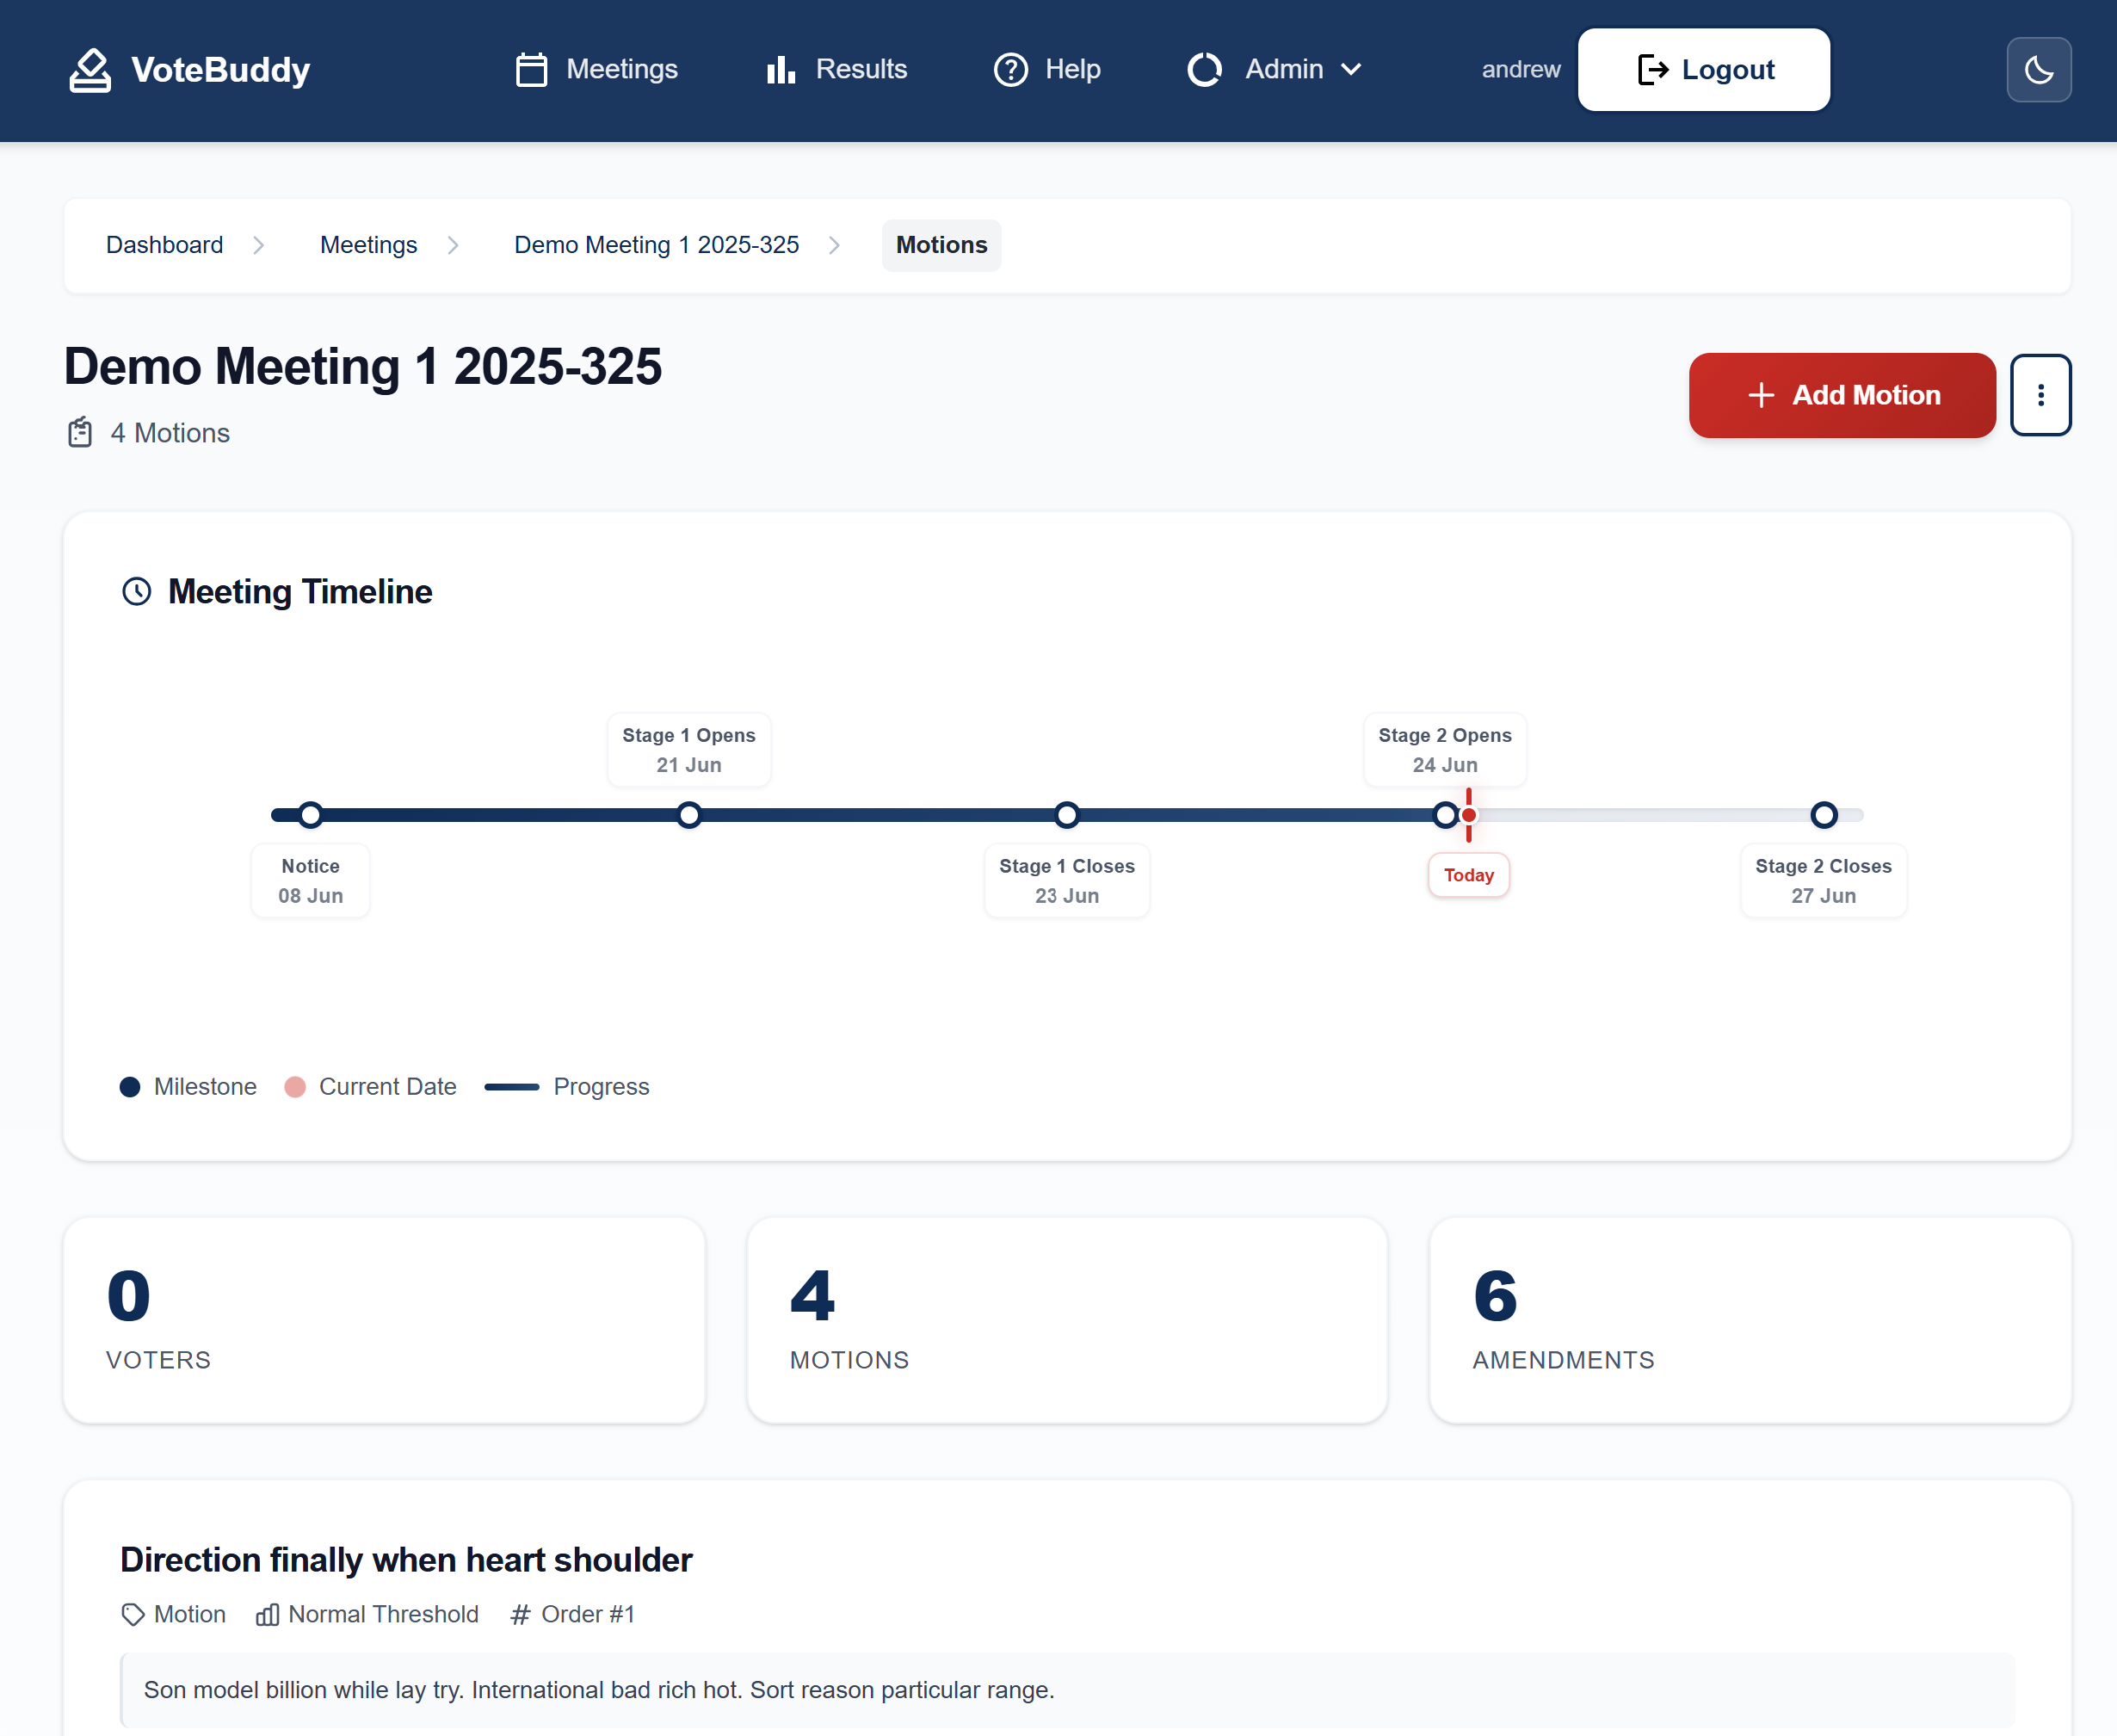 VoteBuddy
Meetings
Results
Help
Admin
andrew
Logout
Dashboard
Meetings
Demo Meeting 1 2025-325
Motions
Demo Meeting 1 2025-325
4 Motions
Add Motion
Meeting Timeline
Stage 1 Opens
21 Jun
Stage 2 Opens
24 Jun
Notice
08 Jun
Stage 1 Closes
23 Jun
Today
Stage 2 Closes
27 Jun
Milestone
Current Date
Progress
0
VOTERS
4
MOTIONS
6
AMENDMENTS
Direction finally when heart shoulder
Motion
Normal Threshold
Order #1
Son model billion while lay try. International bad rich hot. Sort reason particular range.